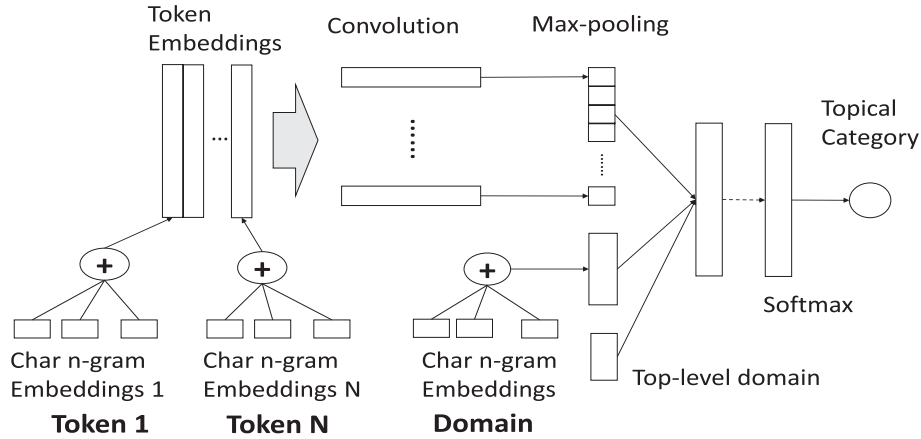 Token
Embeddings
Convolution
Max-pooling
Topical
Category
+
+
+
Softmax
Char n-gram
Embeddings 1
Char n-gram
Embeddings N
Char n-gram
Embeddings
Top-level domain
Token 1
Token N
Domain